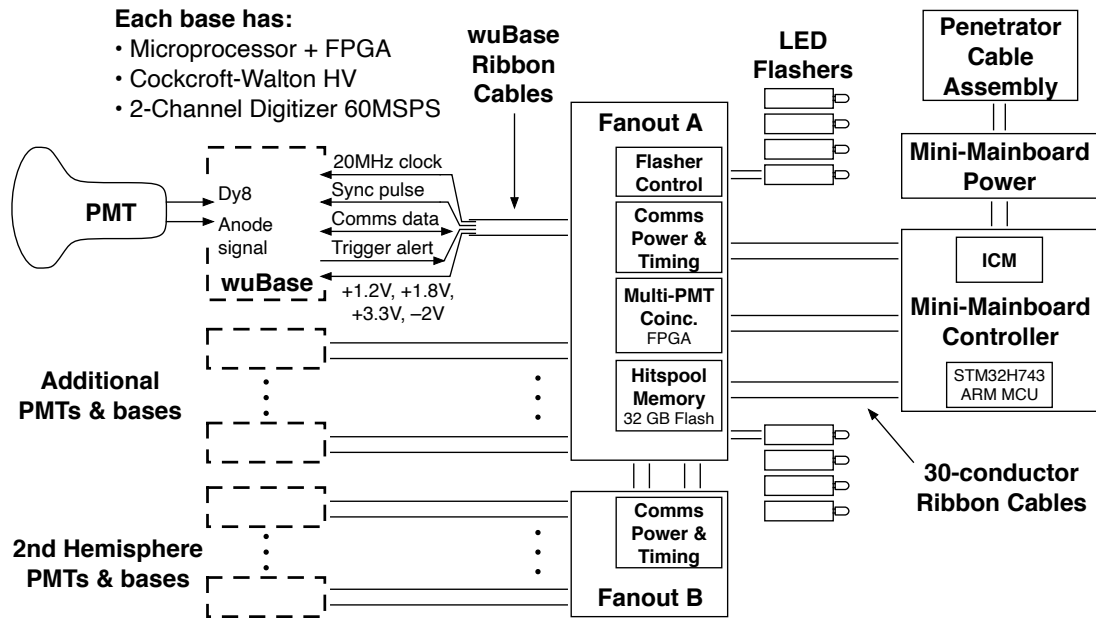 Each base has:
• Microprocessor + FPGA
• Cockcroft-Walton HV
• 2-Channel Digitizer 60MSPS
wuBase
Ribbon
Cables
LED
Flashers
Penetrator
Cable
Assembly
Fanout A
Flasher
Control
Mini-Mainboard
Power
PMT
Dy8
Anode
signal
wuBase
20MHz clock
Sync pulse
Comms data
Trigger alert
+1.2V, +1.8V,
+3.3V, –2V
Comms
Power &
Timing
Multi-PMT
Coinc.
FPGA
Hitspool
Memory
32 GB Flash
ICM
Mini-Mainboard
Controller
STM32H743
ARM MCU
Additional
PMTs & bases
30-conductor
Ribbon Cables
2nd Hemisphere
PMTs & bases
Comms
Power &
Timing
Fanout B